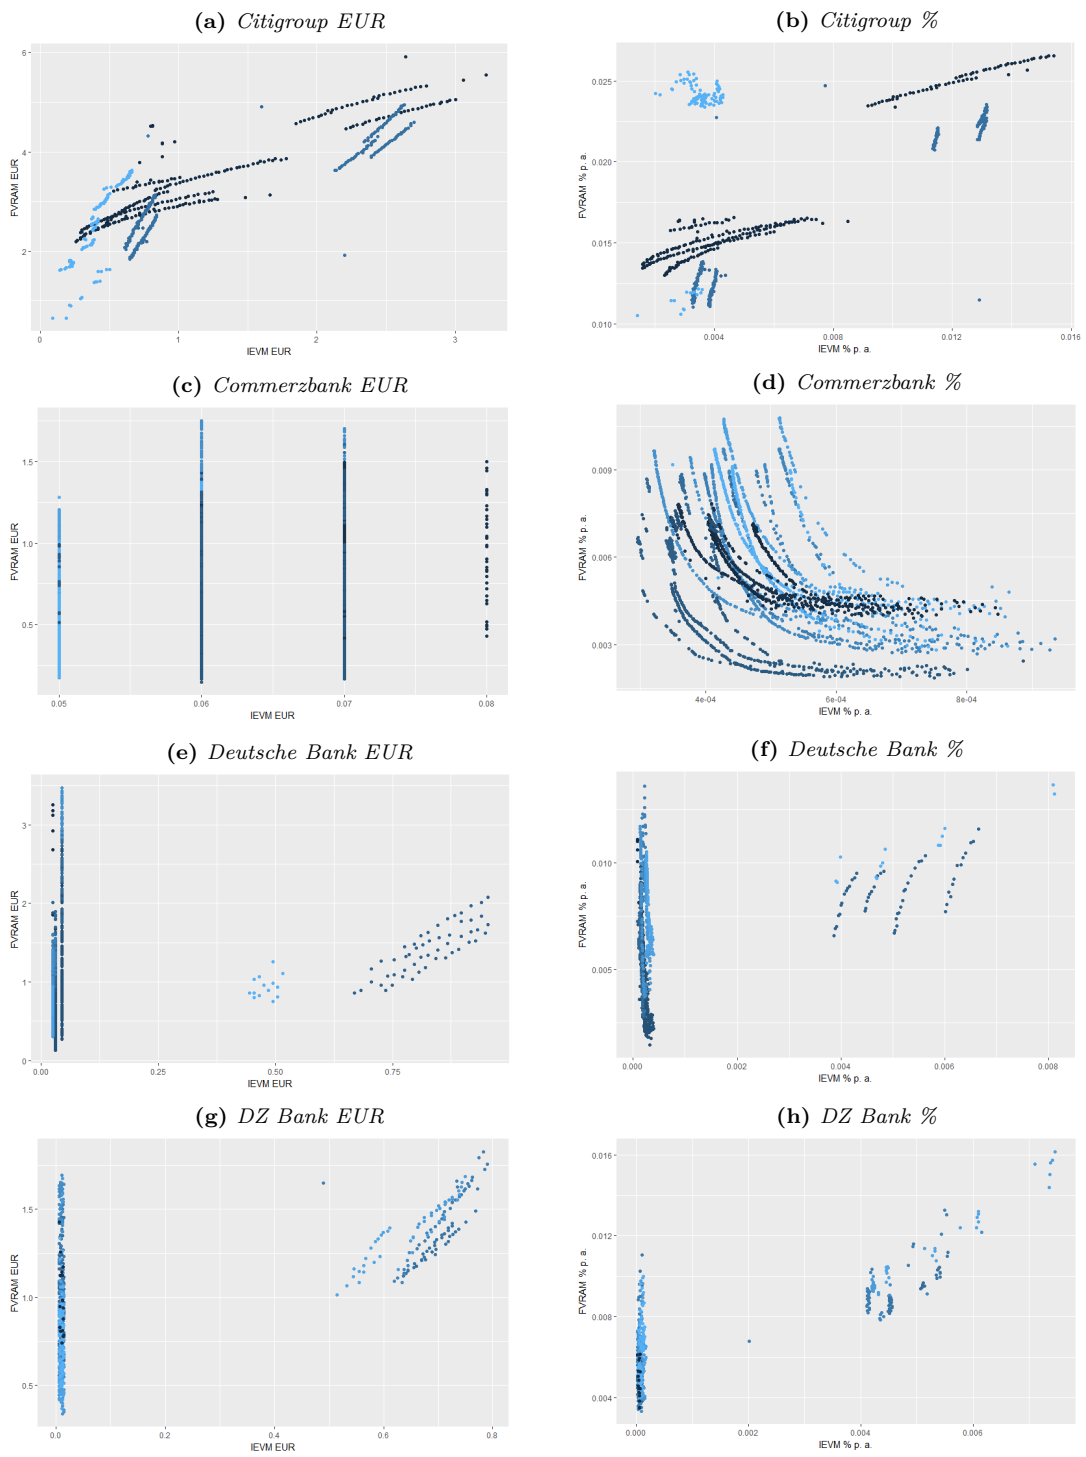 (a) Citigroup EUR
FVRAM EUR
6
4
2
0
1
2
3
IEVM EUR
(b) Citigroup %
FVRAM % p. a.
0.025
0.020
0.015
0.010
0.004
0.008
0.012
0.016
IEVM % p. a.
(c) Commerzbank EUR
FVRAM EUR
1.5
1.0
0.5
0.05
0.06
0.07
0.08
IEVM EUR
(d) Commerzbank %
FVRAM % p. a.
0.009
0.006
0.003
4e-04
6e-04
8e-04
IEVM % p. a.
(e) Deutsche Bank EUR
FVRAM EUR
3
2
1
0
0.00
0.25
0.50
0.75
IEVM EUR
(f) Deutsche Bank %
FVRAM % p. a.
0.010
0.005
0.000
0.002
0.004
0.006
0.008
IEVM % p. a.
(g) DZ Bank EUR
FVRAM EUR
1.5
1.0
0.5
0.0
0.2
0.4
0.6
0.8
IEVM EUR
(h) DZ Bank %
FVRAM % p. a.
0.016
0.012
0.008
0.004
0.000
0.002
0.004
0.006
IEVM % p. a.